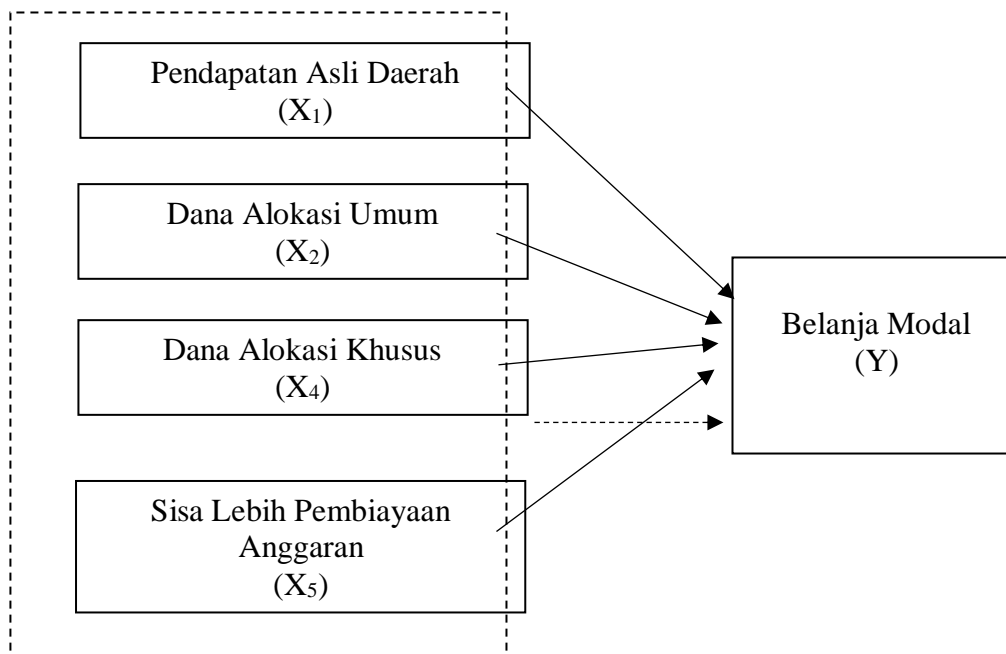 Pendapatan Asli Daerah
(X₁)
Dana Alokasi Umum
(X₂)
Dana Alokasi Khusus
(X₄)
Sisa Lebih Pembiayaan
Anggaran
(X₅)
Belanja Modal
(Y)